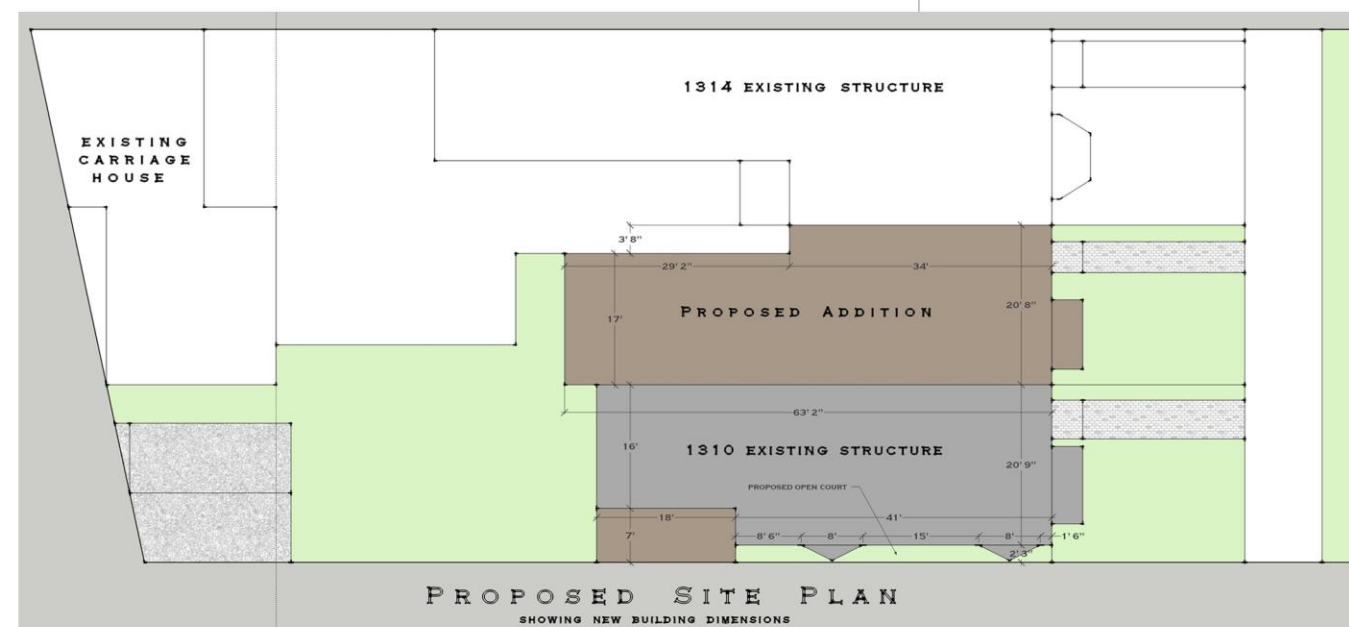 1314 EXISTING STRUCTURE
EXISTING
CARRIAGE
HOUSE
3' 8"
29' 2"
34'
17'
PROPOSED ADDITION
20' 8"
63' 2"
16'
1310 EXISTING STRUCTURE
20' 9"
PROPOSED OPEN COURT
18'
41'
7'
8' 6"
8'
15'
8'
1' 6"
2' 3"
PROPOSED SITE PLAN
SHOWING NEW BUILDING DIMENSIONS